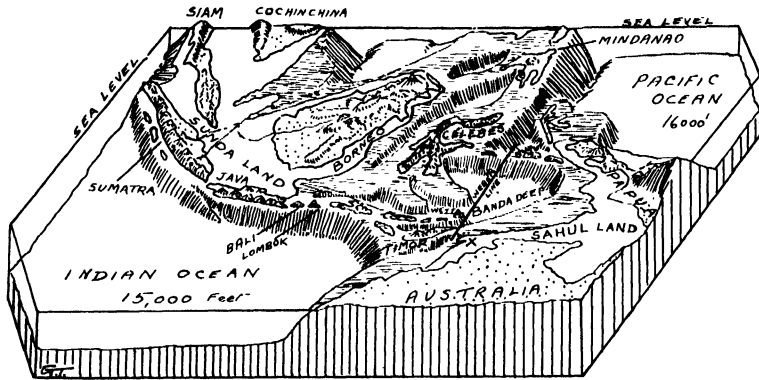 SIAM
COCHINCHINA
SEA LEVEL
MINDANAO
SEA LEVEL
PACIFIC
OCEAN
16000'
SUNDA LAND
BORNEO
CELEBES
SUMATRA
JAVA
PAPUA
BANDA DEEP
SAHUL LAND
BALI
LOMBOK
TIMOR
X
INDIAN OCEAN
15,000 Feet
AUSTRALIA
G.T.